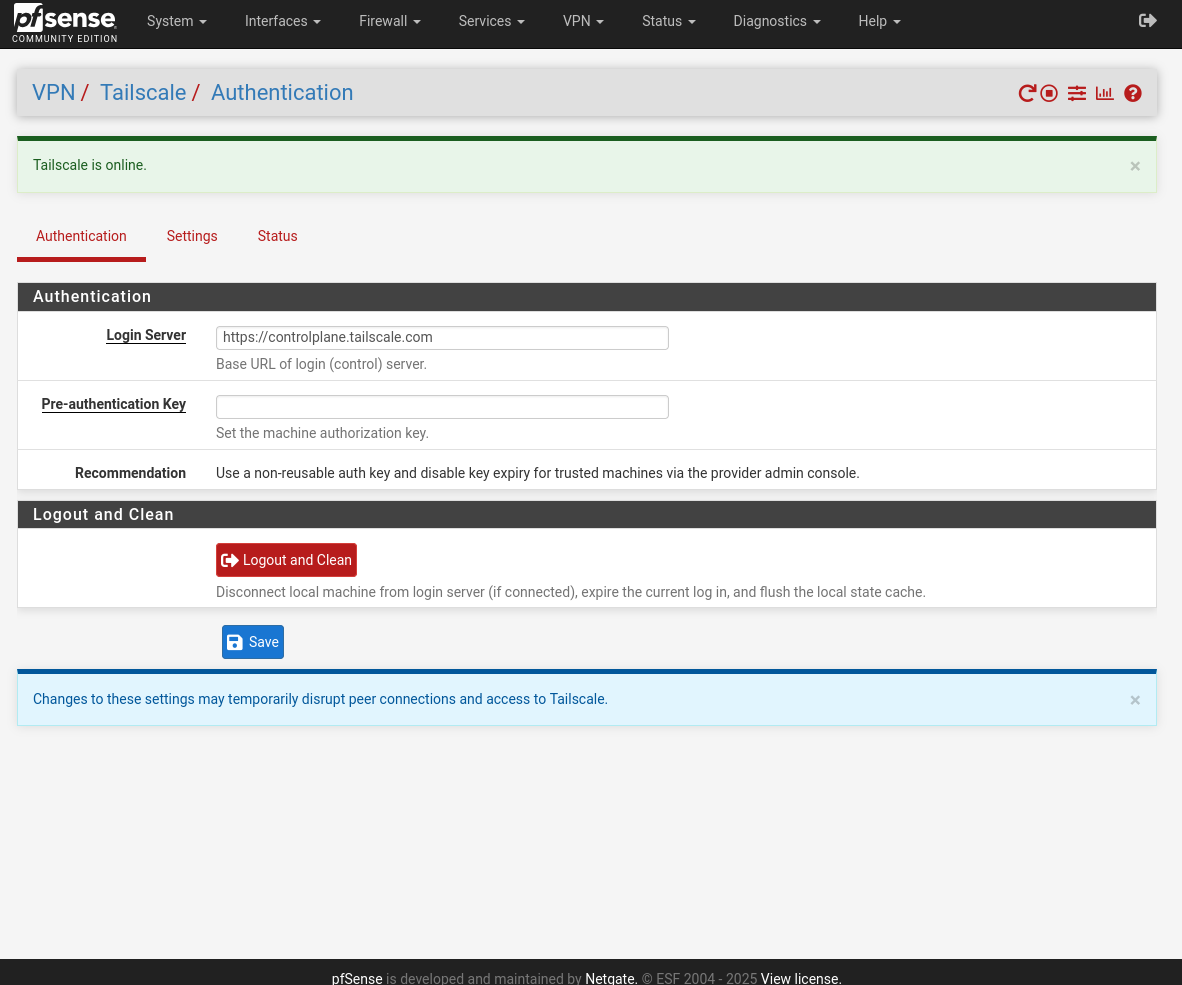 pfsense
COMMUNITY EDITION
System Interfaces Firewall Services VPN Status Diagnostics Help
VPN / Tailscale / Authentication
Tailscale is online. ×
Authentication Settings Status
Authentication
Login Server https://controlplane.tailscale.com
Base URL of login (control) server.
Pre-authentication Key
Set the machine authorization key.
Recommendation Use a non-reusable auth key and disable key expiry for trusted machines via the provider admin console.
Logout and Clean
Logout and Clean
Disconnect local machine from login server (if connected), expire the current log in, and flush the local state cache.
Save
Changes to these settings may temporarily disrupt peer connections and access to Tailscale. ×
pfSense is developed and maintained by Netgate. © ESF 2004 - 2025 View license.